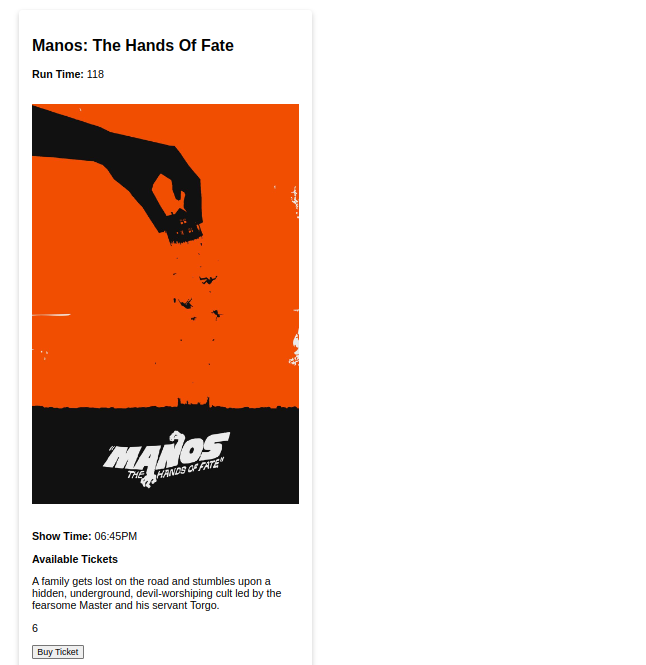 Manos: The Hands Of Fate
Run Time: 118
"MANOS
THE HANDS OF FATE"
Show Time: 06:45PM
Available Tickets
A family gets lost on the road and stumbles upon a
hidden, underground, devil-worshiping cult led by the
fearsome Master and his servant Torgo.
6
Buy Ticket